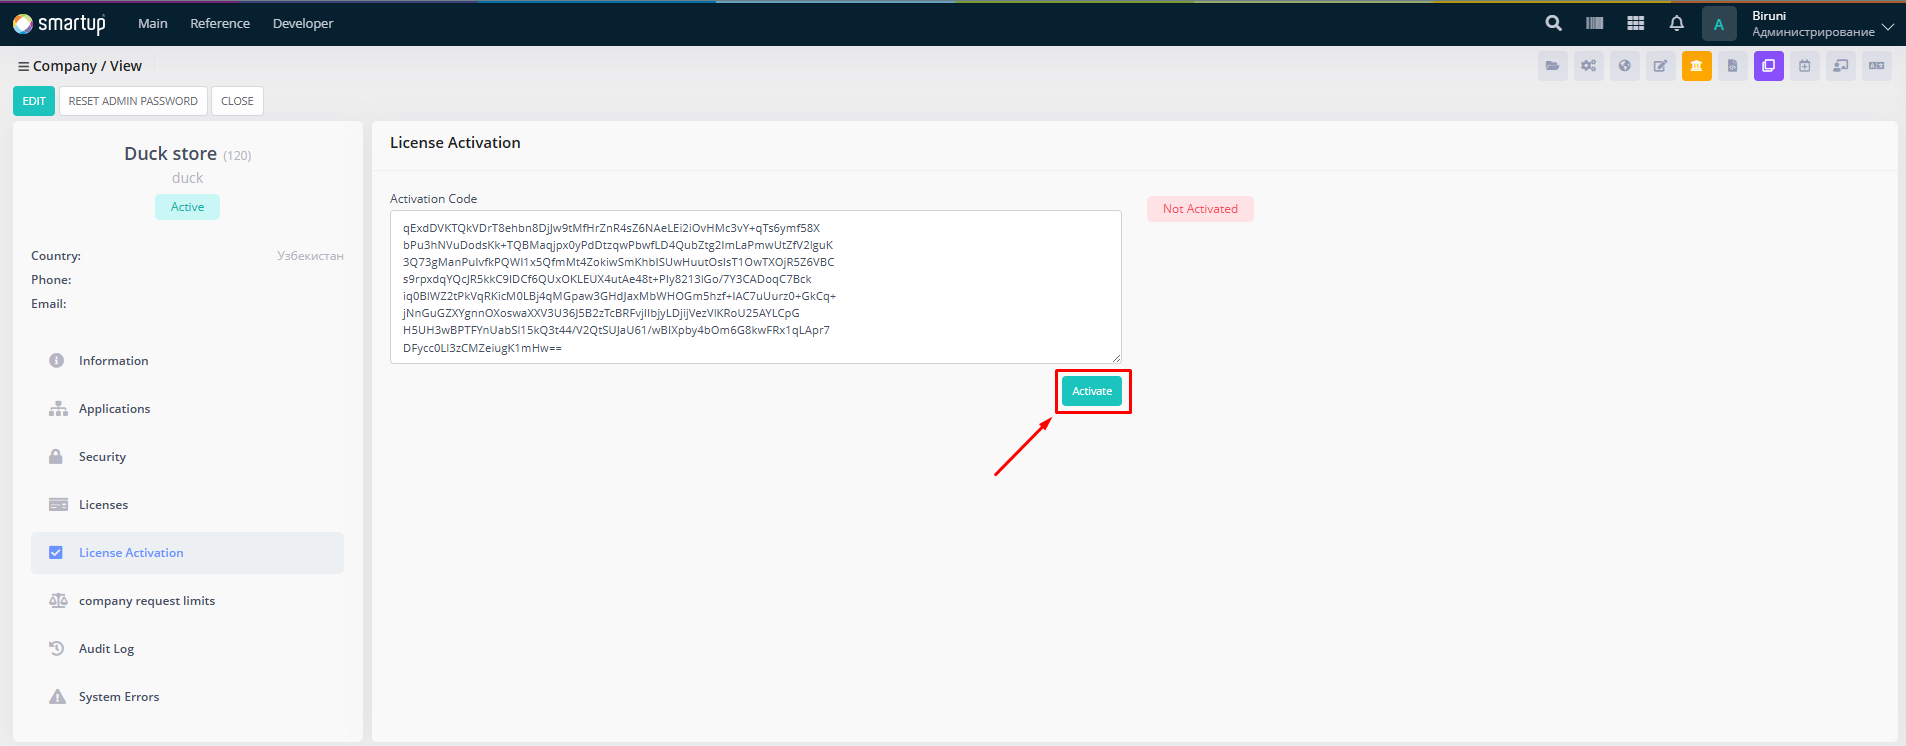 smartup Main Reference Developer
A Biruni
Администрирование
Company / View
EDIT RESET ADMIN PASSWORD CLOSE
Duck store (120)
duck
Active
Country: Узбекистан
Phone:
Email:
Information
Applications
Security
Licenses
License Activation
company request limits
Audit Log
System Errors
License Activation
Activation Code
Not Activated
qExdDVKTQkVDrT8ehbn8DjJw9tMfHrZnR4sZ6NAeLEi2iOvHMc3vY+qTs6ymf58X
bPu3hNVuDodsKk+TQBMaqjpx0yPdDtzqwPbwfLD4QubZtg2ImLaPmwUtZfV2IguK
3Q73gManPuIvfkPQWI1x5QfmMt4ZokiwSmKhbISUwHuutOsIsT1OwTXOjR5Z6VBC
s9rpxdqYQcJR5kkC9IDCf6QUxOKLEUX4utAe48t+Ply8213lGo/7Y3CADoqC7Bck
iq0BIWZ2tPkVqRKicM0LBj4qMGpaw3GHdJaxMbWHOGm5hzf+IAC7uUurz0+GkCq+
jNnGuGZXYgnnOXoswaXXV3U36J5B2zTcBRFvjIIbjyLDjijVezVIKRoU25AYLCpG
H5UH3wBPTFYnUabSI15kQ3t44/V2QtSUJaU61/wBIXpby4bOm6G8kwFRx1qLApr7
DFycc0LI3zCMZeiugK1mHw==
Activate